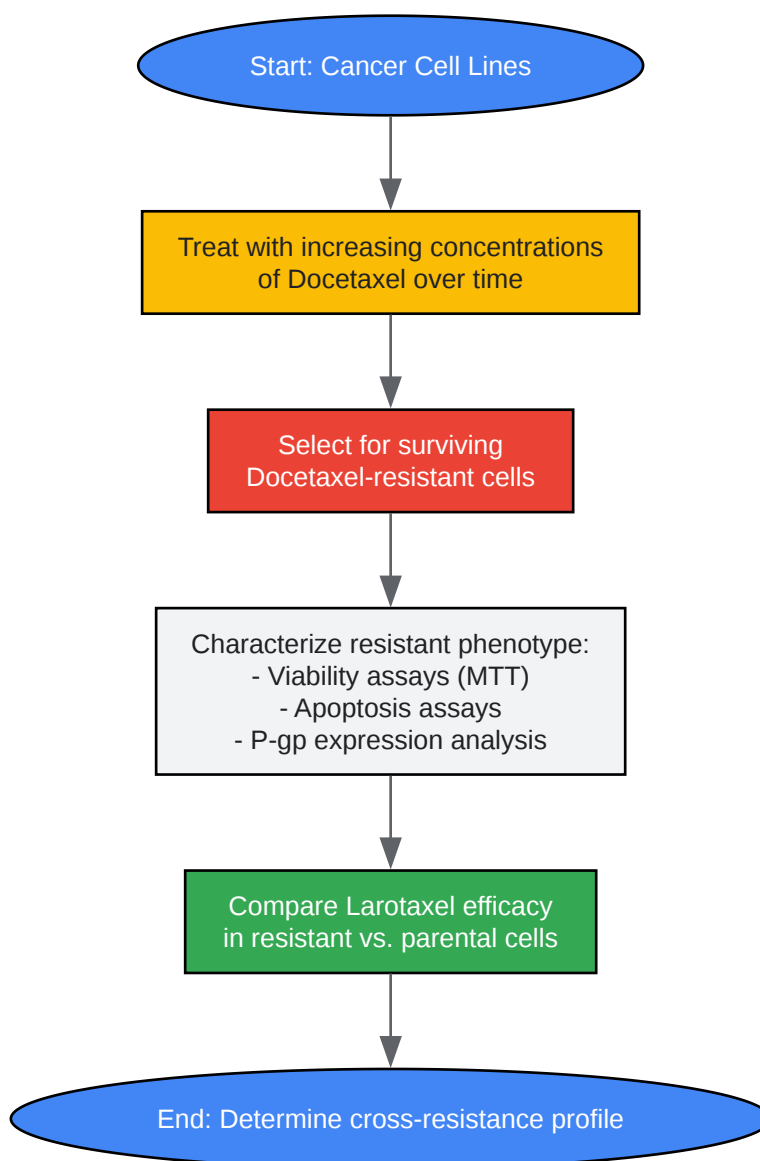 Start: Cancer Cell Lines
Treat with increasing concentrations
of Docetaxel over time
Select for surviving
Docetaxel-resistant cells
Characterize resistant phenotype:
- Viability assays (MTT)
- Apoptosis assays
- P-gp expression analysis
Compare Larotaxel efficacy
in resistant vs. parental cells
End: Determine cross-resistance profile